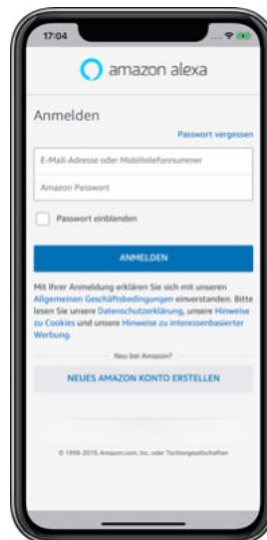 17:04
amazon alexa
Anmelden
Passwort vergessen
E-Mail-Adresse oder Mobiltelefonnummer
Amazon Passwort
Passwort einblenden
ANMELDEN
Mit Ihrer Anmeldung erklären Sie sich mit unseren
Allgemeinen Geschäftsbedingungen einverstanden. Bitte
lesen Sie unsere Datenschutzerklärung, unsere Hinweise
zu Cookies und unsere Hinweise zu interessenbasierter
Werbung.
Neu bei Amazon?
NEUES AMAZON KONTO ERSTELLEN
© 1998-2019, Amazon.com, Inc. oder Tochtergesellschaften